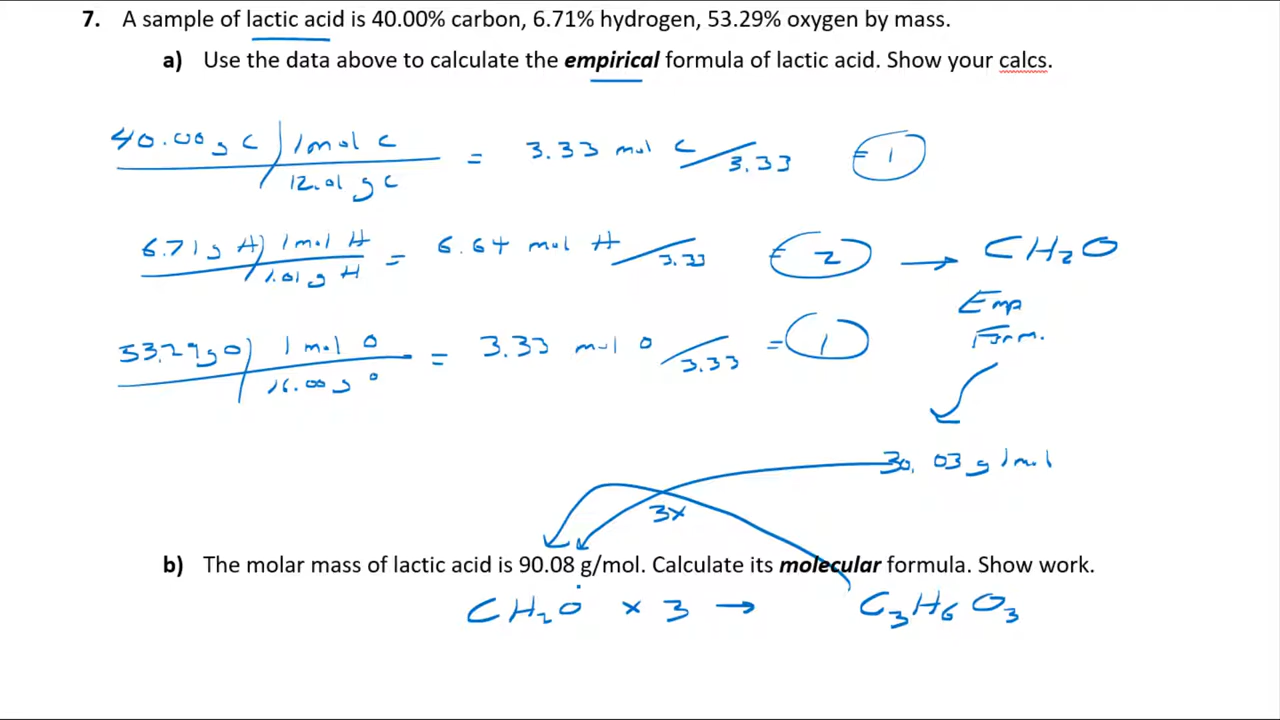 7. A sample of lactic acid is 40.00% carbon, 6.71% hydrogen, 53.29% oxygen by mass.
a) Use the data above to calculate the empirical formula of lactic acid. Show your calcs.
40.00 g C | 1 mol C / 12.01 g C = 3.33 mol C / 3.33 = 1
6.71 g H | 1 mol H / 1.01 g H = 6.64 mol H / 3.33 = 2 → CH₂O
Emp
Form.
53.29 g O | 1 mol O / 16.00 g O = 3.33 mol O / 3.33 = 1
30.03 g/mol
3x
b) The molar mass of lactic acid is 90.08 g/mol. Calculate its molecular formula. Show work.
CH₂O x 3 → C₃H₆O₃